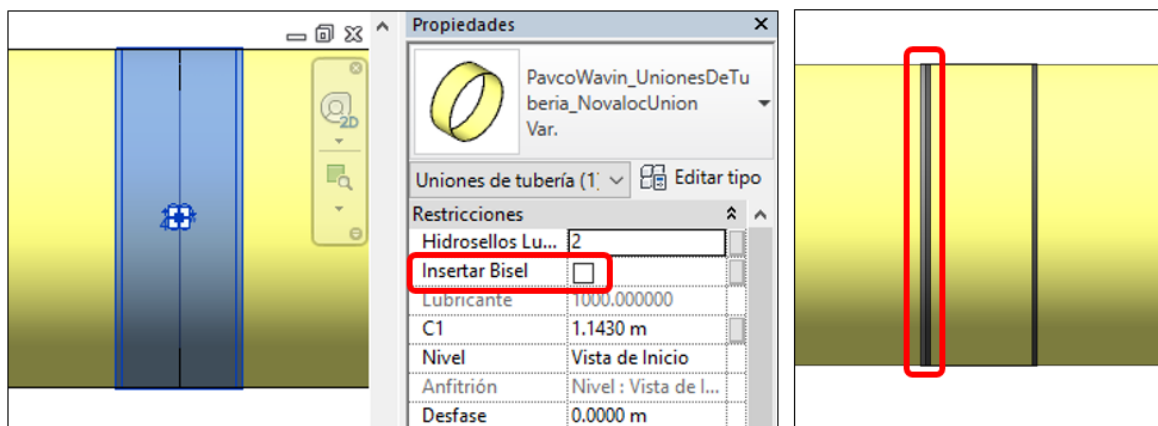 2D
Propiedades
PavcoWavin_UnionesDeTu
beria_NovalocUnion
Var.
Uniones de tubería (1)
Editar tipo
Restricciones
Hidrosellos Lu... 2
Insertar Bisel
Lubricante 1000.000000
C1 1.1430 m
Nivel Vista de Inicio
Anfitrión Nivel : Vista de I...
Desfase 0.0000 m